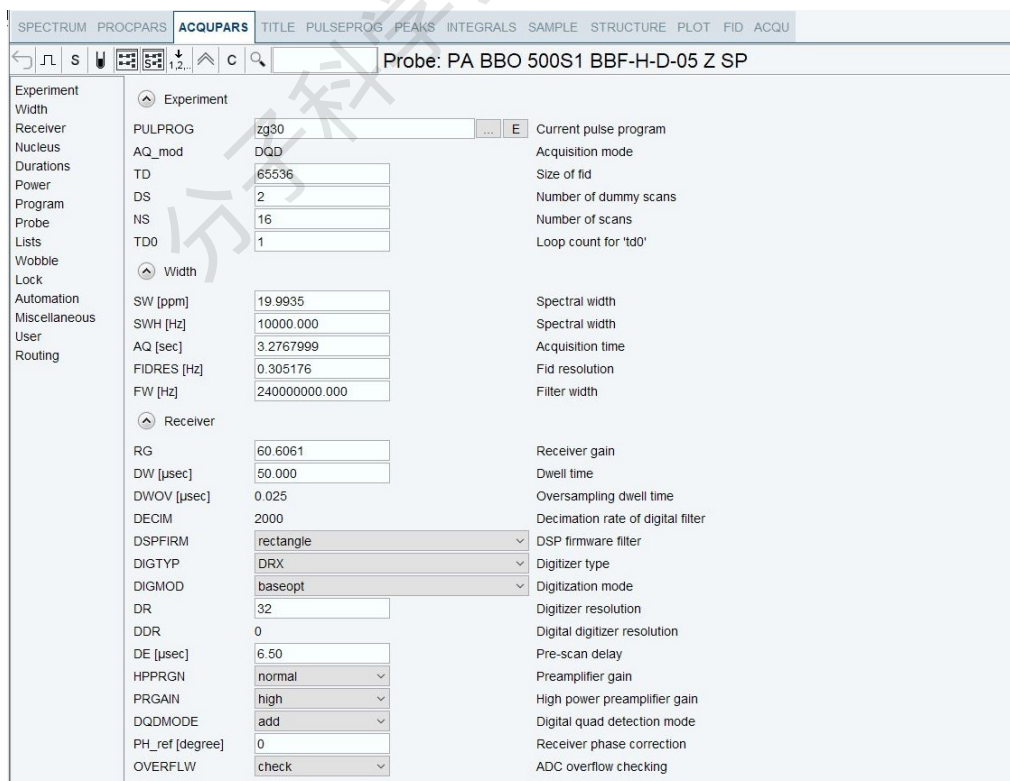 SPECTRUM PROCPARS ACQUPARS TITLE PULSEPROG PEAKS INTEGRALS SAMPLE STRUCTURE PLOT FID ACQU
S 1,2,.. C Probe: PA BBO 500S1 BBF-H-D-05 Z SP
Experiment
Width
Receiver
Nucleus
Durations
Power
Program
Probe
Lists
Wobble
Lock
Automation
Miscellaneous
User
Routing
Experiment
PULPROG zg30 ... E Current pulse program
AQ_mod DQD Acquisition mode
TD 65536 Size of fid
DS 2 Number of dummy scans
NS 16 Number of scans
TD0 1 Loop count for 'td0'
Width
SW [ppm] 19.9935 Spectral width
SWH [Hz] 10000.000 Spectral width
AQ [sec] 3.2767999 Acquisition time
FIDRES [Hz] 0.305176 Fid resolution
FW [Hz] 240000000.000 Filter width
Receiver
RG 60.6061 Receiver gain
DW [µsec] 50.000 Dwell time
DWOV [µsec] 0.025 Oversampling dwell time
DECIM 2000 Decimation rate of digital filter
DSPFIRM rectangle DSP firmware filter
DIGTYP DRX Digitizer type
DIGMOD baseopt Digitization mode
DR 32 Digitizer resolution
DDR 0 Digital digitizer resolution
DE [µsec] 6.50 Pre-scan delay
HPPRGN normal Preamplifier gain
PRGAIN high High power preamplifier gain
DQDMODE add Digital quad detection mode
PH_ref [degree] 0 Receiver phase correction
OVERFLW check ADC overflow checking
分子科学